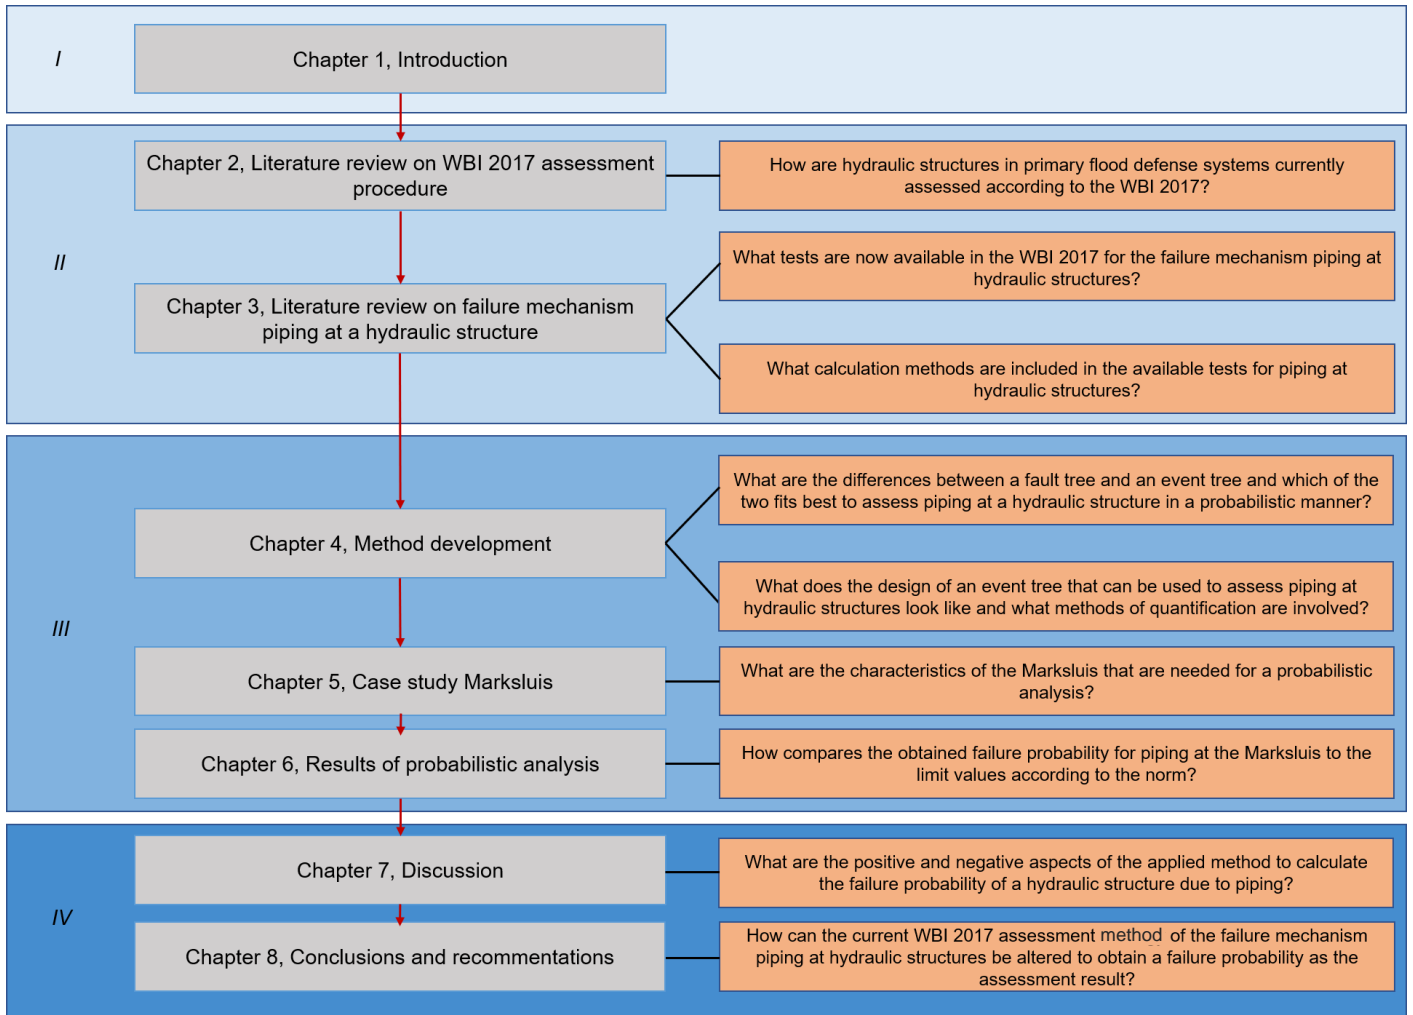 I
Chapter 1, Introduction
Chapter 2, Literature review on WBI 2017 assessment
procedure
How are hydraulic structures in primary flood defense systems currently
assessed according to the WBI 2017?
II
What tests are now available in the WBI 2017 for the failure mechanism piping at
hydraulic structures?
Chapter 3, Literature review on failure mechanism
piping at a hydraulic structure
What calculation methods are included in the available tests for piping at
hydraulic structures?
III
What are the differences between a fault tree and an event tree and which of the
two fits best to assess piping at a hydraulic structure in a probabilistic manner?
Chapter 4, Method development
What does the design of an event tree that can be used to assess piping at
hydraulic structures look like and what methods of quantification are involved?
Chapter 5, Case study Marksluis
What are the characteristics of the Marksluis that are needed for a probabilistic
analysis?
Chapter 6, Results of probabilistic analysis
How compares the obtained failure probability for piping at the Marksluis to the
limit values according to the norm?
IV
Chapter 7, Discussion
What are the positive and negative aspects of the applied method to calculate
the failure probability of a hydraulic structure due to piping?
Chapter 8, Conclusions and recommentations
How can the current WBI 2017 assessment method of the failure mechanism
piping at hydraulic structures be altered to obtain a failure probability as the
assessment result?